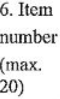 6. Item
number
(max.
20)